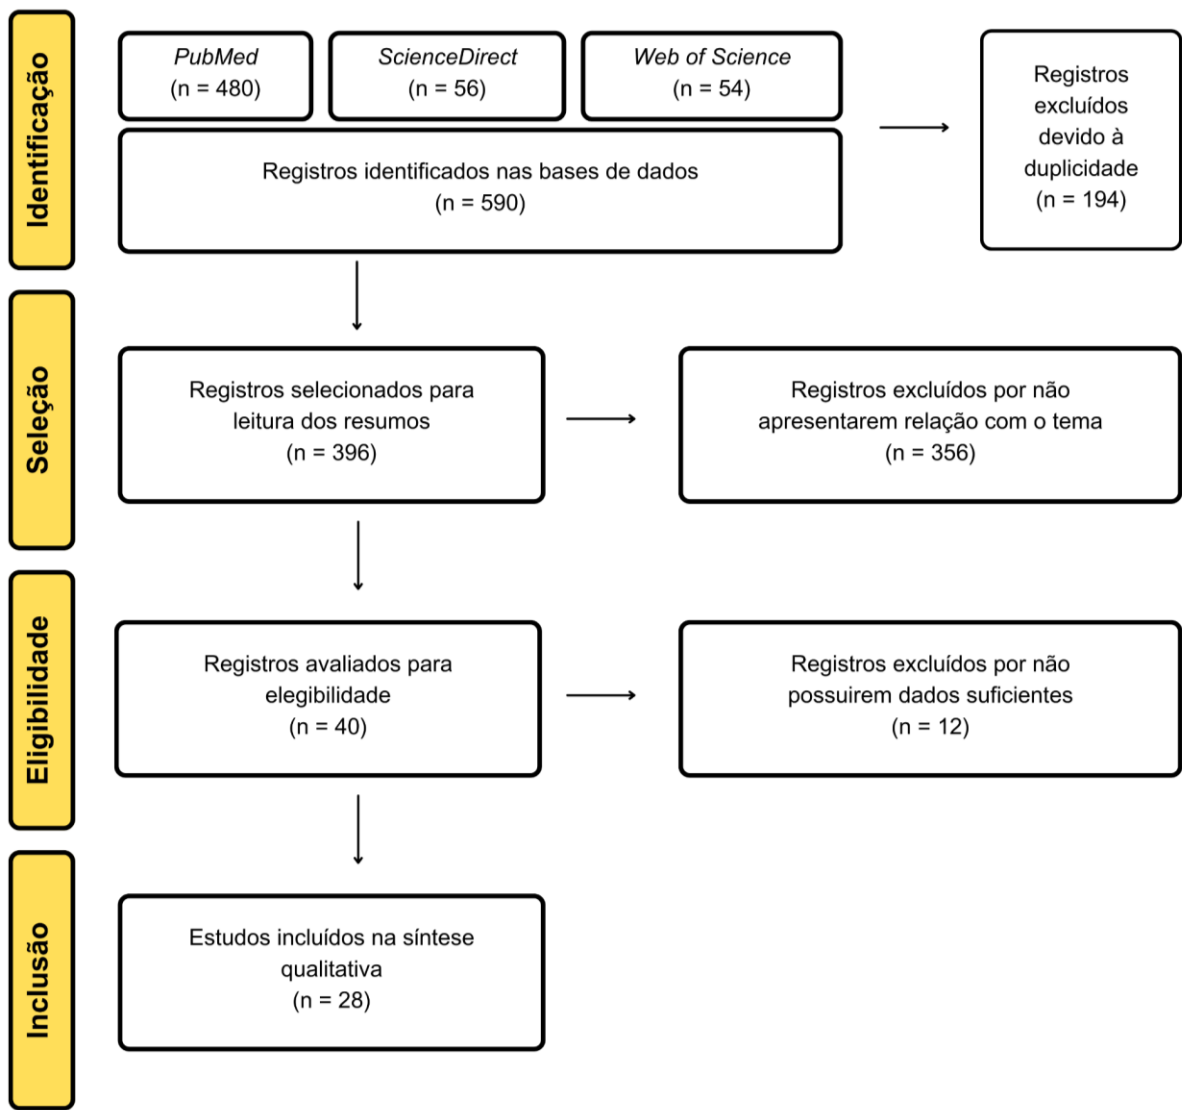 Identificação
PubMed
(n = 480)
ScienceDirect
(n = 56)
Web of Science
(n = 54)
Registros identificados nas bases de dados
(n = 590)
Registros
excluídos
devido à
duplicidade
(n = 194)
Seleção
Registros selecionados para
leitura dos resumos
(n = 396)
Registros excluídos por não
apresentarem relação com o tema
(n = 356)
Eligibilidade
Registros avaliados para
elegibilidade
(n = 40)
Registros excluídos por não
possuirem dados suficientes
(n = 12)
Inclusão
Estudos incluídos na síntese
qualitativa
(n = 28)